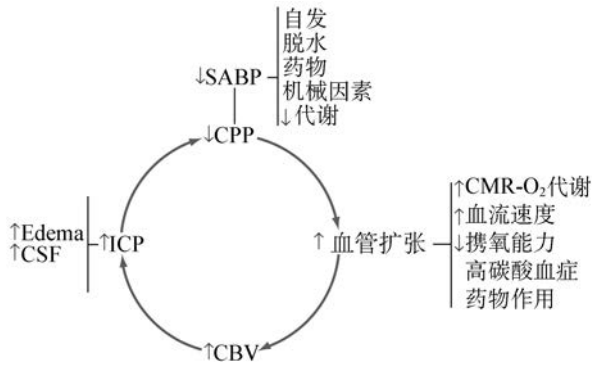 自发
脱水
药物
机械因素
↓代谢
↓SABP
↓CPP
↑CMR-O₂代谢
↑血流速度
↓携氧能力
高碳酸血症
药物作用
↑血管扩张
↑Edema
↑CSF
↑ICP
↑CBV